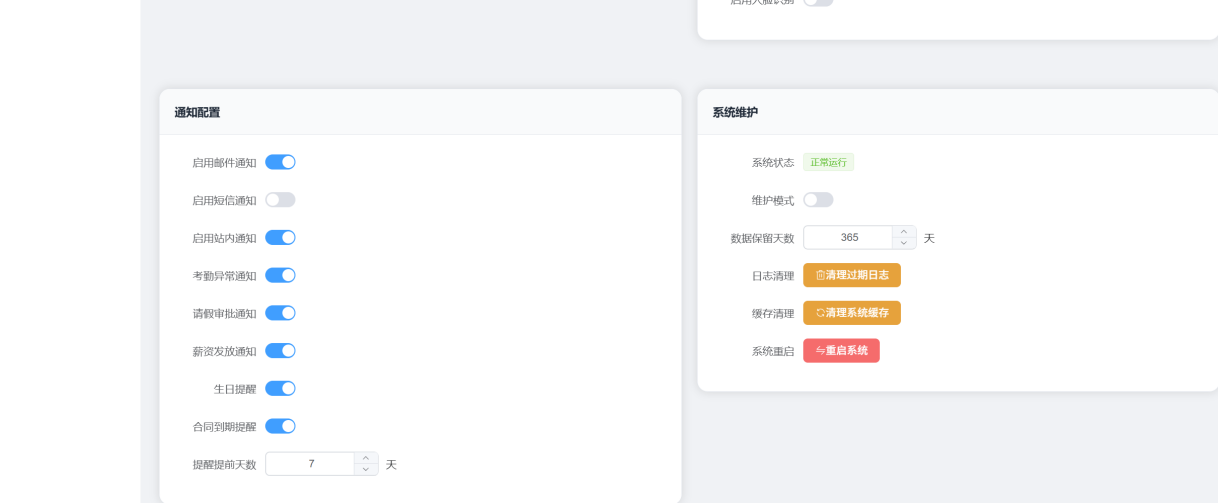 通知配置
启用邮件通知
启用短信通知
启用站内通知
考勤异常通知
请假审批通知
薪资发放通知
生日提醒
合同到期提醒
提醒提前天数 7 天
系统维护
系统状态 正常运行
维护模式
数据保留天数 365 天
日志清理 清理过期日志
缓存清理 清理系统缓存
系统重启 重启系统